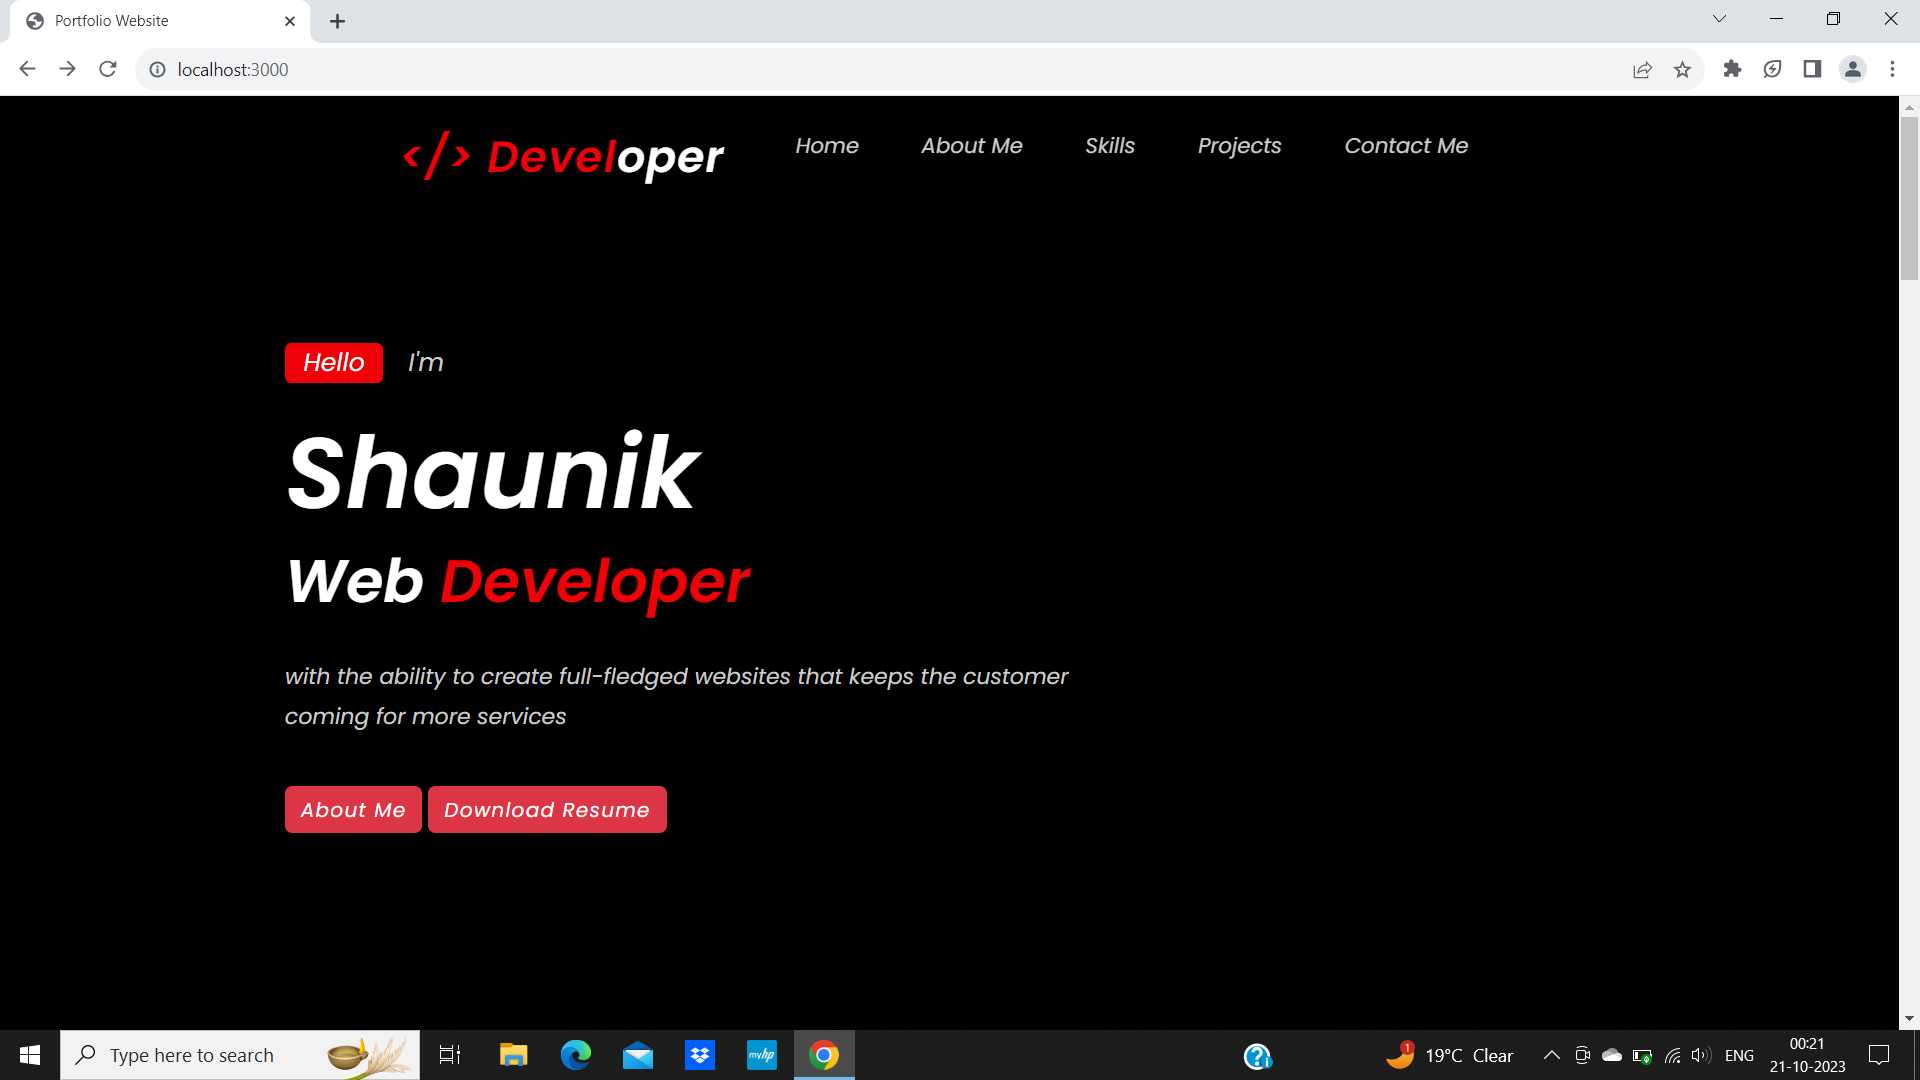 Portfolio Website
localhost:3000
</> Developer Home About Me Skills Projects Contact Me
Hello I'm
Shaunik
Web Developer
with the ability to create full-fledged websites that keeps the customer
coming for more services
About Me Download Resume
Type here to search
myhp
1
19°C Clear
ENG
00:21
21-10-2023